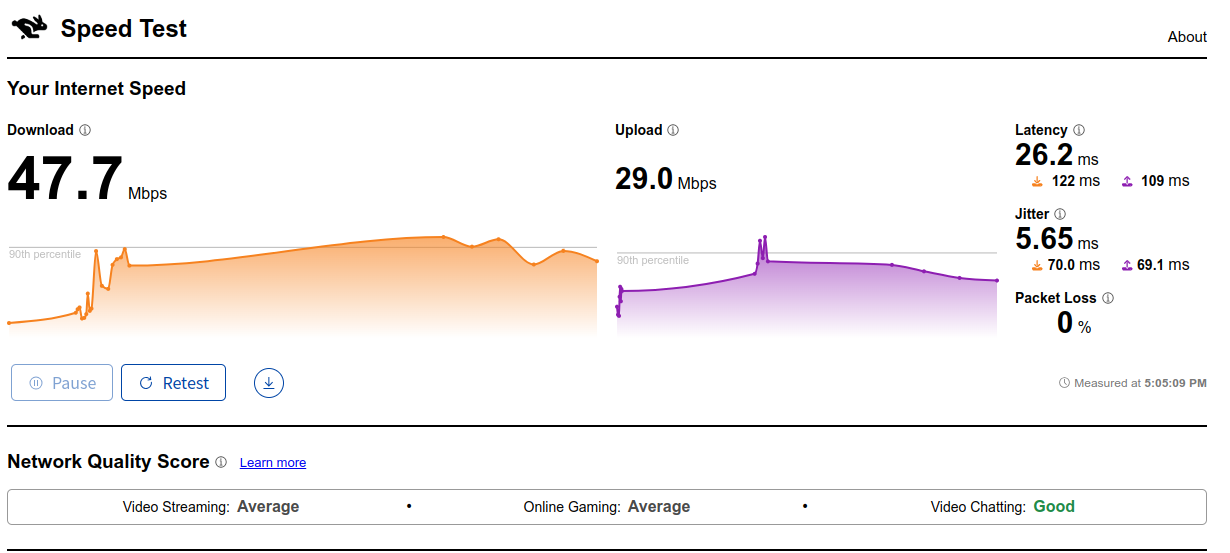 Speed Test
About
Your Internet Speed
Download
47.7 Mbps
90th percentile
Upload
29.0 Mbps
90th percentile
Latency
26.2 ms
122 ms 109 ms
Jitter
5.65 ms
70.0 ms 69.1 ms
Packet Loss
0 %
Pause
Retest
Measured at 5:05:09 PM
Network Quality Score Learn more
Video Streaming: Average • Online Gaming: Average • Video Chatting: Good